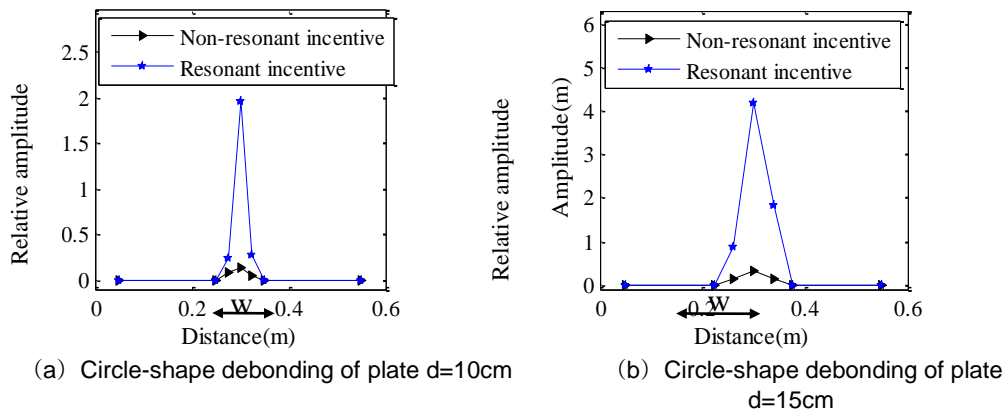 Non-resonant incentive
Resonant incentive
2.5
2
1.5
1
0.5
0
Relative amplitude
0 0.2 0.4 0.6
W
Distance(m)
(a) Circle-shape debonding of plate d=10cm
Non-resonant incentive
Resonant incentive
6
5
4
3
2
1
0
Relative amplitude
Amplitude(m)
0 0.2 0.4 0.6
W
Distance(m)
(b) Circle-shape debonding of plate
d=15cm